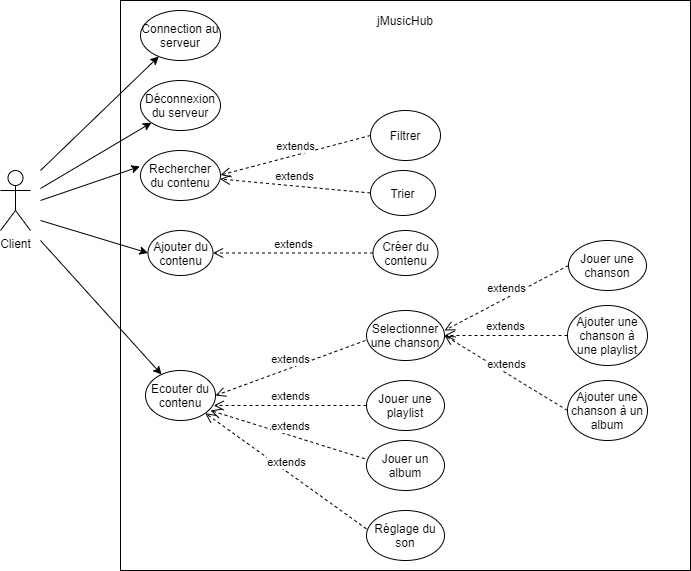 jMusicHub
Connection au
serveur
Déconnexion
du serveur
Rechercher
du contenu
extends
Filtrer
extends
Trier
Client
Ajouter du
contenu
extends
Créer du
contenu
Ecouter du
contenu
extends
Selectionner
une chanson
extends
Jouer une
chanson
extends
Ajouter une
chanson à
une playlist
extends
Ajouter une
chanson à un
album
extends
Jouer une
playlist
extends
Jouer un
album
extends
Réglage du
son